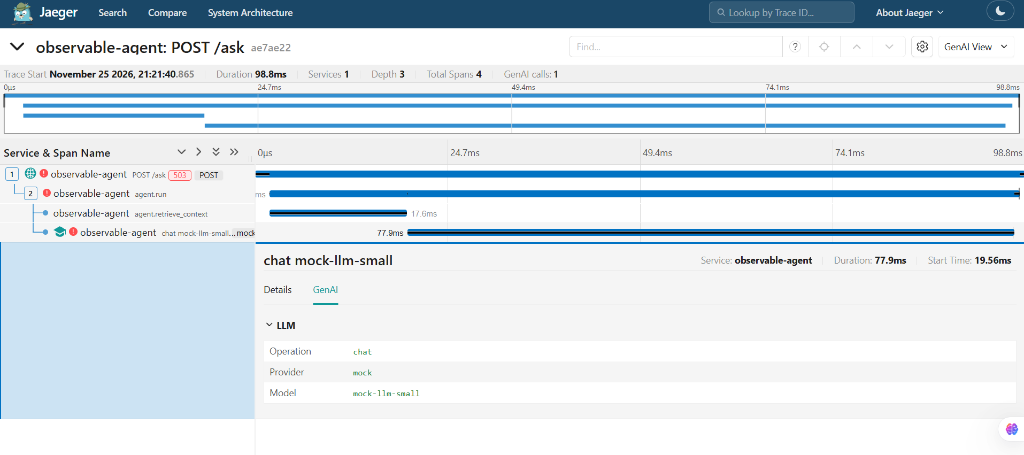 Jaeger Search Compare System Architecture Lookup by Trace ID... About Jaeger
observable-agent: POST /ask ae7ae22 Find... ? GenAI View
Trace Start November 25 2026, 21:21:40.865 Duration 98.8ms Services 1 Depth 3 Total Spans 4 GenAI calls: 1
0μs 24.7ms 49.4ms 74.1ms 98.8ms
Service & Span Name 0μs 24.7ms 49.4ms 74.1ms 98.8ms
1 observable-agent POST /ask 503 POST
2 observable-agent agent.run ms
observable-agent agent.retrieve_context 17.6ms
observable-agent chat mock-llm-small... mock 77.9ms
chat mock-llm-small Service: observable-agent Duration: 77.9ms Start Time: 19.56ms
Details GenAI
LLM
Operation chat
Provider mock
Model mock-llm-small